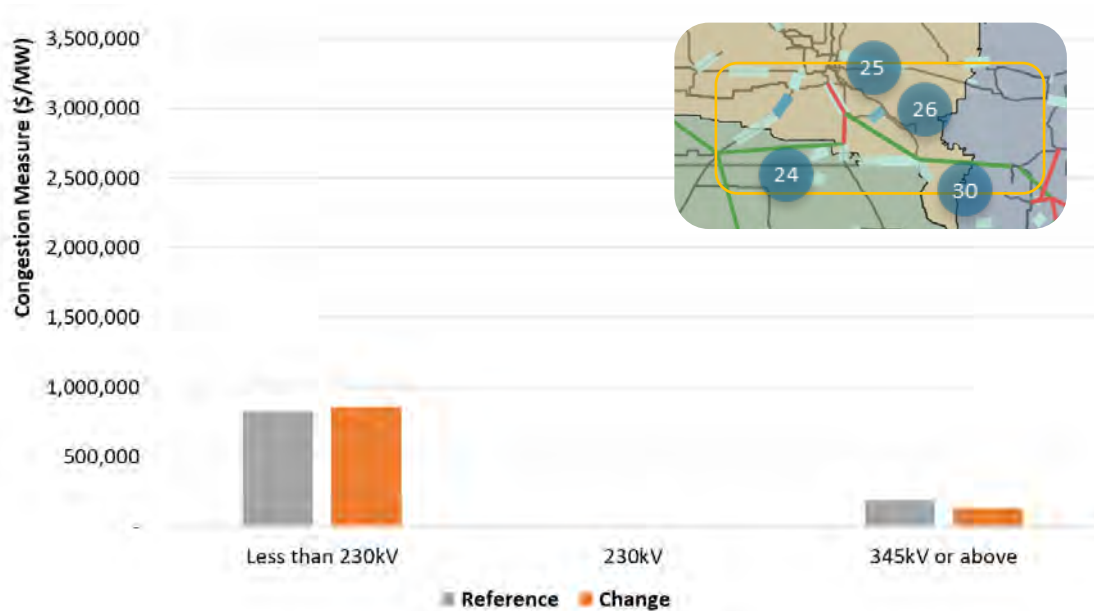 Congestion Measure ($/MW)
3,500,000
3,000,000
2,500,000
2,000,000
1,500,000
1,000,000
500,000
-
25
26
24
30
Less than 230kV
230kV
345kV or above
Reference
Change